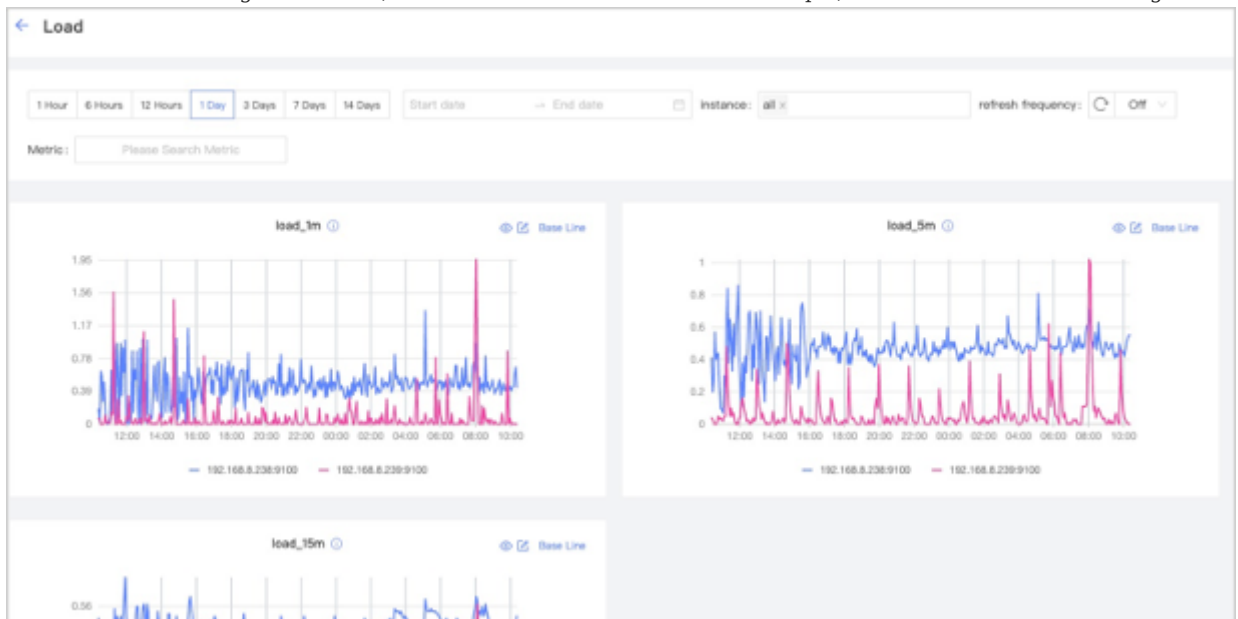 ← Load
1 Hour 6 Hours 12 Hours 1 Day 3 Days 7 Days 14 Days Start date → End date instance: all × refresh frequency: Off
Metric: Please Search Metric
load_1m Base Line
1.95
1.56
1.17
0.78
0.39
0
12:00 14:00 16:00 18:00 20:00 22:00 00:00 02:00 04:00 06:00 08:00 10:00
192.168.8.238:9100 192.168.8.239:9100
load_5m Base Line
1
0.8
0.6
0.4
0.2
0
12:00 14:00 16:00 18:00 20:00 22:00 00:00 02:00 04:00 06:00 08:00 10:00
192.168.8.238:9100 192.168.8.239:9100
load_15m Base Line
0.56